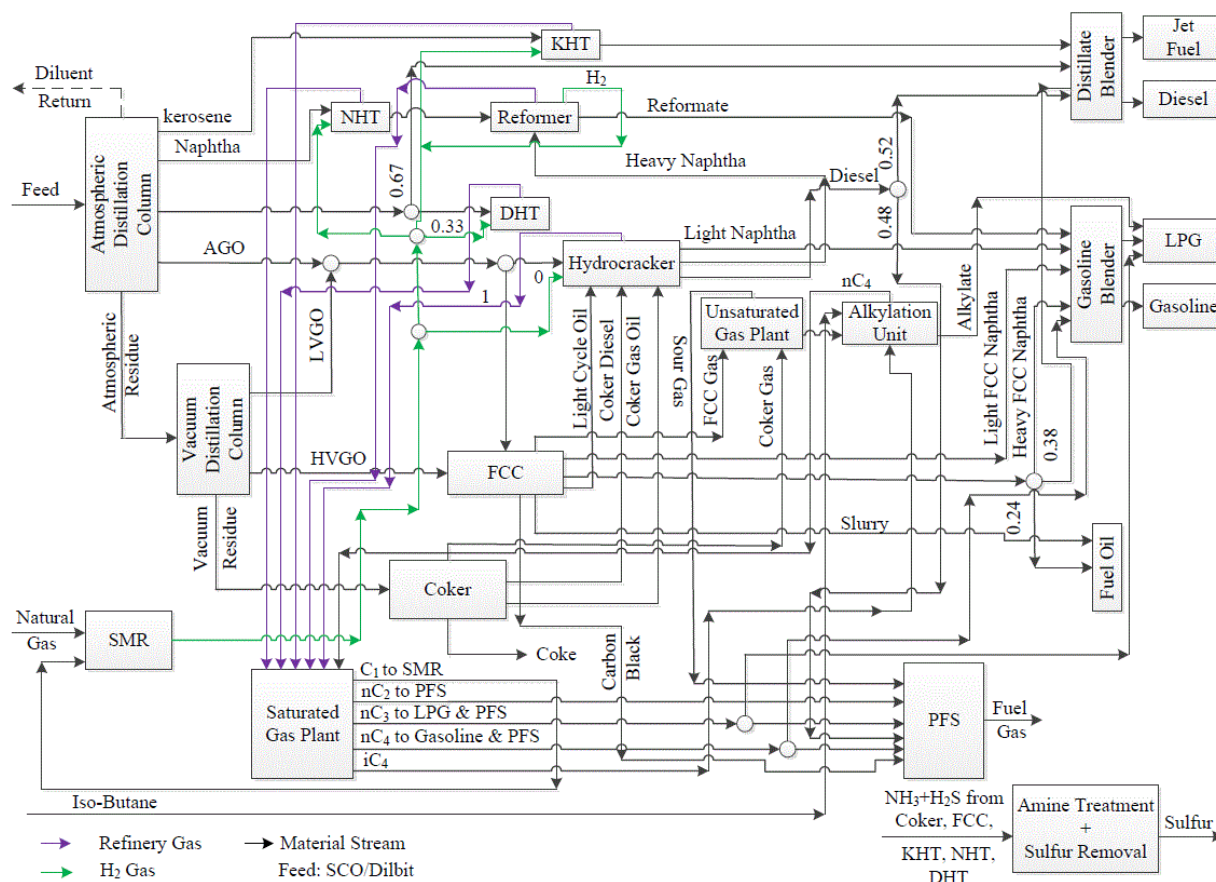 KHT
Jet
Fuel
Distillate
Blender
Diesel
Diluent
Return
H2
kerosene
NHT
Reformer
Reformate
Naphtha
Heavy Naphtha
0.52
Diesel
Feed
Atmospheric
Distillation
Column
0.67
DHT
0.33
0.48
AGO
Light Naphtha
Hydrocracker
0
1
LPG
Gasoline
Blender
Gasoline
nC4
Alkylate
Unsaturated
Gas Plant
Alkylation
Unit
Atmospheric
Residue
LVGO
Vacuum
Distillation
Column
Light Cycle Oil
Coker Diesel
Coker Gas Oil
Sour Gas
FCC Gas
Coker Gas
Light FCC Naphtha
Heavy FCC Naphtha
0.38
HVGO
FCC
Vacuum
Residue
Slurry
0.24
Fuel Oil
Coker
Natural
Gas
SMR
Coke
Carbon
Black
C1 to SMR
nC2 to PFS
nC3 to LPG & PFS
nC4 to Gasoline & PFS
iC4
Saturated
Gas Plant
PFS
Fuel
Gas
Iso-Butane
NH3+H2S from
Coker, FCC,
KHT, NHT,
DHT
Amine Treatment
+
Sulfur Removal
Sulfur
Refinery Gas
Material Stream
H2 Gas
Feed: SCO/Dilbit